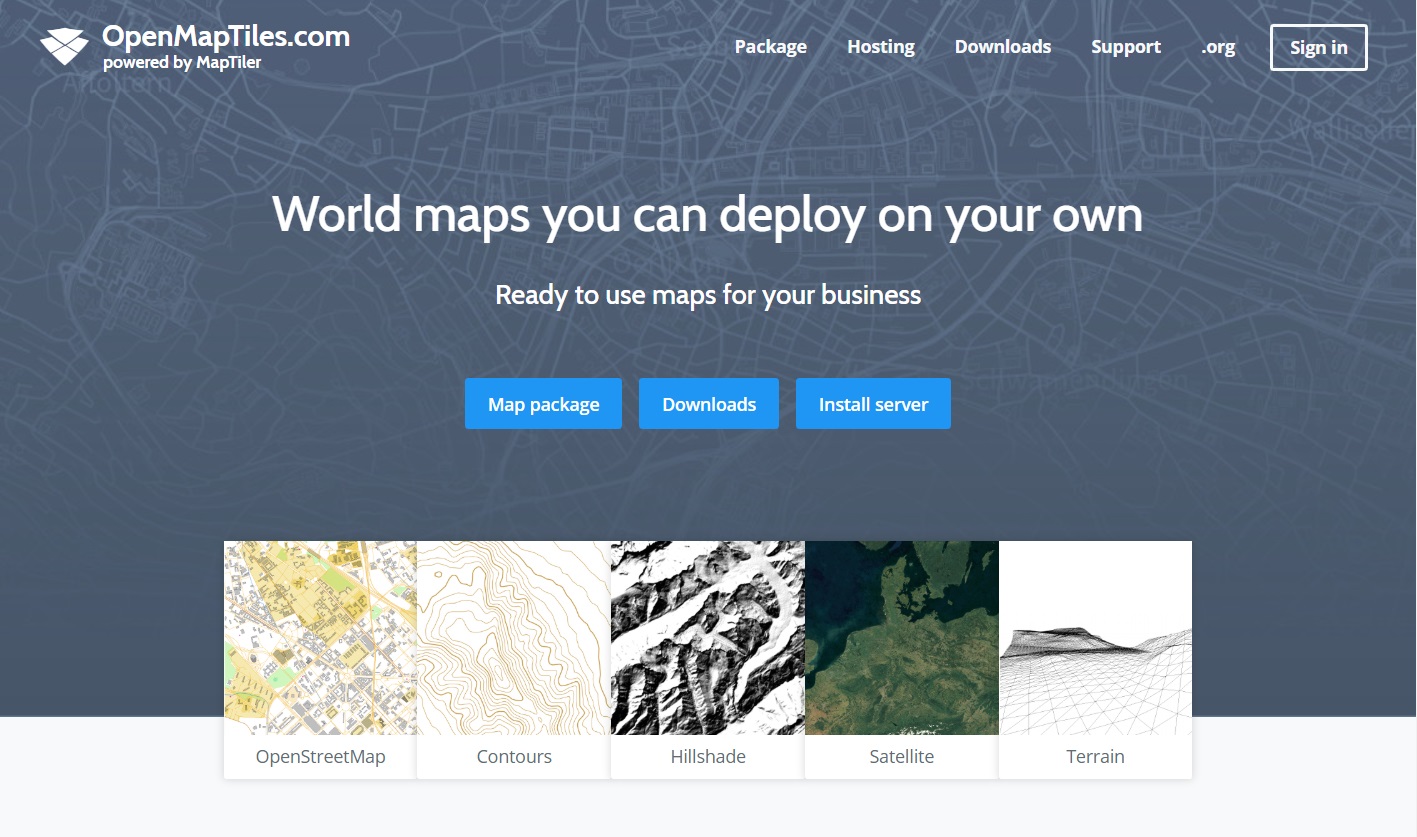 OpenMapTiles.com
powered by MapTiler
Package
Hosting
Downloads
Support
.org
Sign in
World maps you can deploy on your own
Ready to use maps for your business
Map package
Downloads
Install server
OpenStreetMap
Contours
Hillshade
Satellite
Terrain